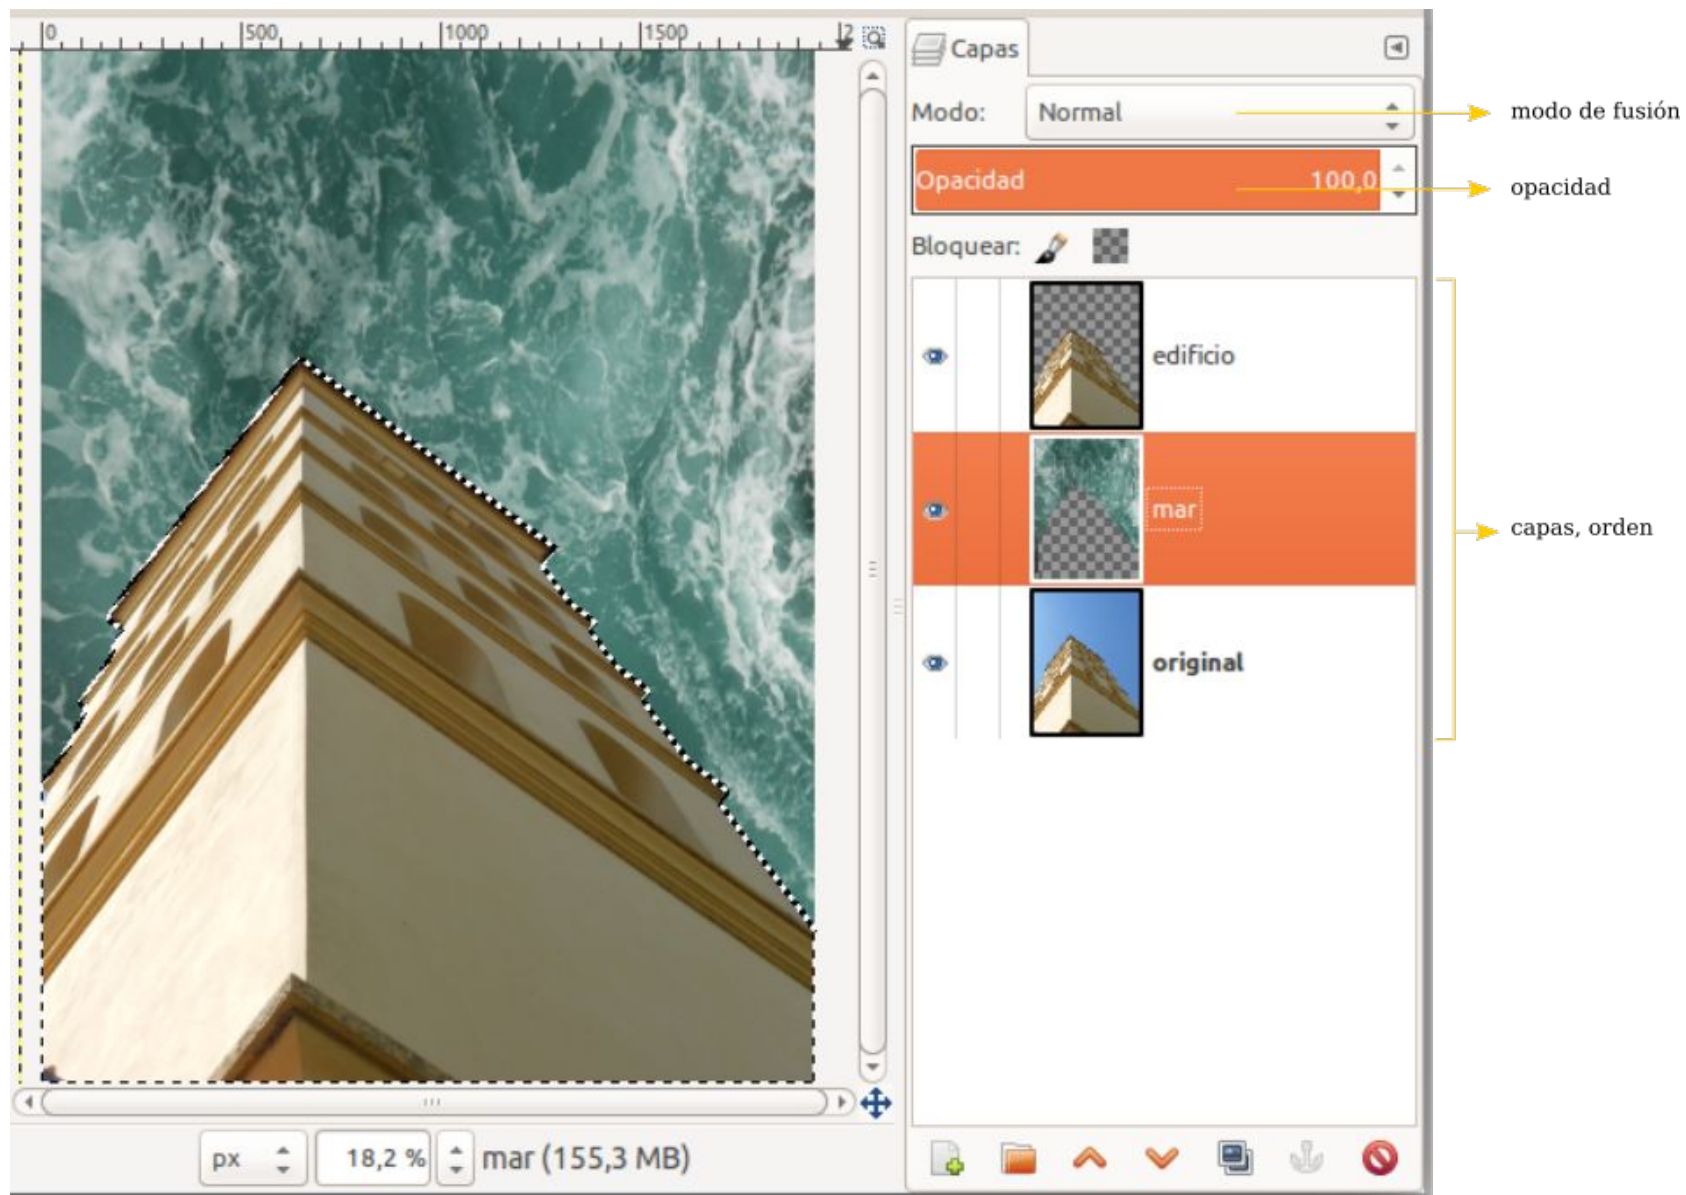 0 500 1000 1500 2
Capas
Modo: Normal
modo de fusión
Opacidad 100,0
opacidad
Bloquear:
edificio
mar
capas, orden
original
px 18,2 % mar (155,3 MB)